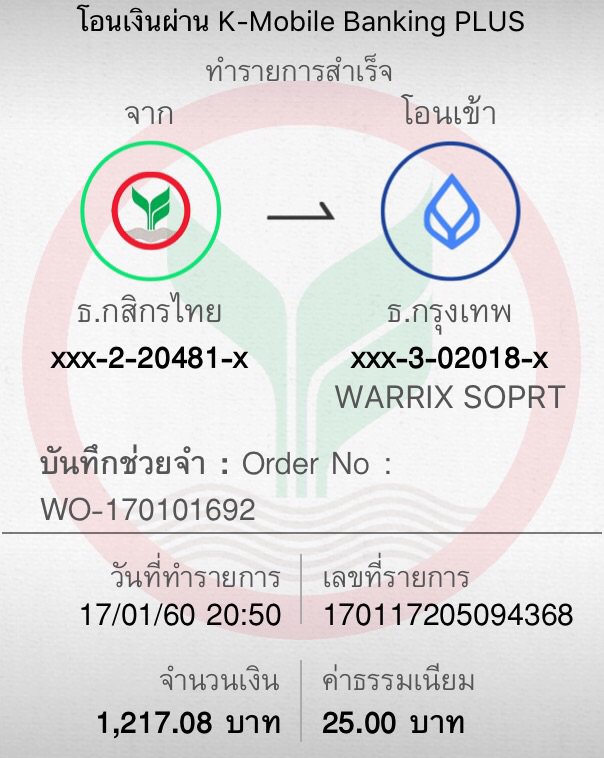 โอนเงินผ่าน K-Mobile Banking PLUS
ทำรายการสำเร็จ
จาก
โอนเข้า
ธ.กสิกรไทย
ธ.กรุงเทพ
xxx-2-20481-x
xxx-3-02018-x
WARRIX SOPRT
บันทึกช่วยจำ : Order No :
WO-170101692
วันที่ทำรายการ
เลขที่รายการ
17/01/60 20:50
170117205094368
จำนวนเงิน
ค่าธรรมเนียม
1,217.08 บาท
25.00 บาท